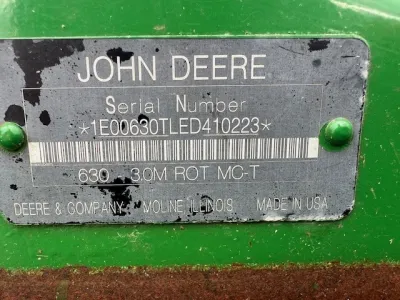 JOHN DEERE
Serial Number
*1E00630TLED410223*
630 3.0M ROT MC-T
DEERE & COMPANY MOLINE ILLINOIS MADE IN USA